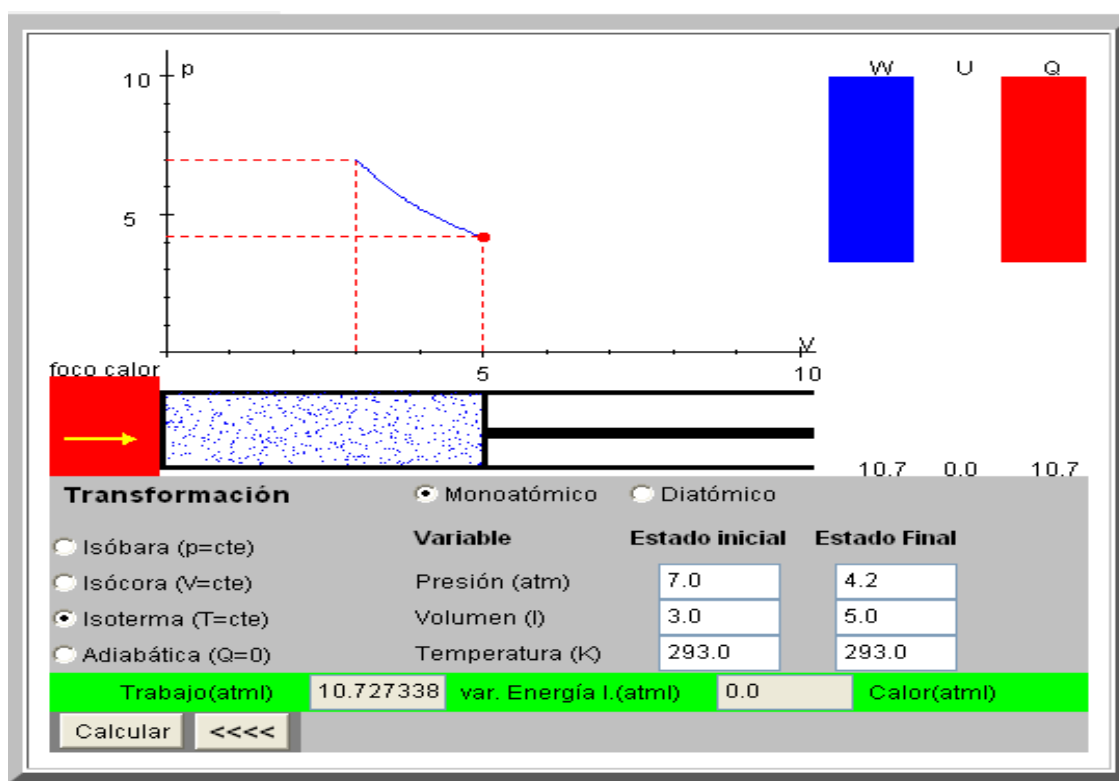 W U Q
10 p
5
V
foco calor 5 10
10.7 0.0 10.7
Transformación Monoatómico Diatómico
Variable Estado inicial Estado Final
Isóbara (p=cte)
Isócora (V=cte) Presión (atm) 7.0 4.2
Isoterma (T=cte) Volumen (l) 3.0 5.0
Adiabática (Q=0) Temperatura (K) 293.0 293.0
Trabajo(atml) 10.727338 var. Energía I.(atml) 0.0 Calor(atml)
Calcular <<<<